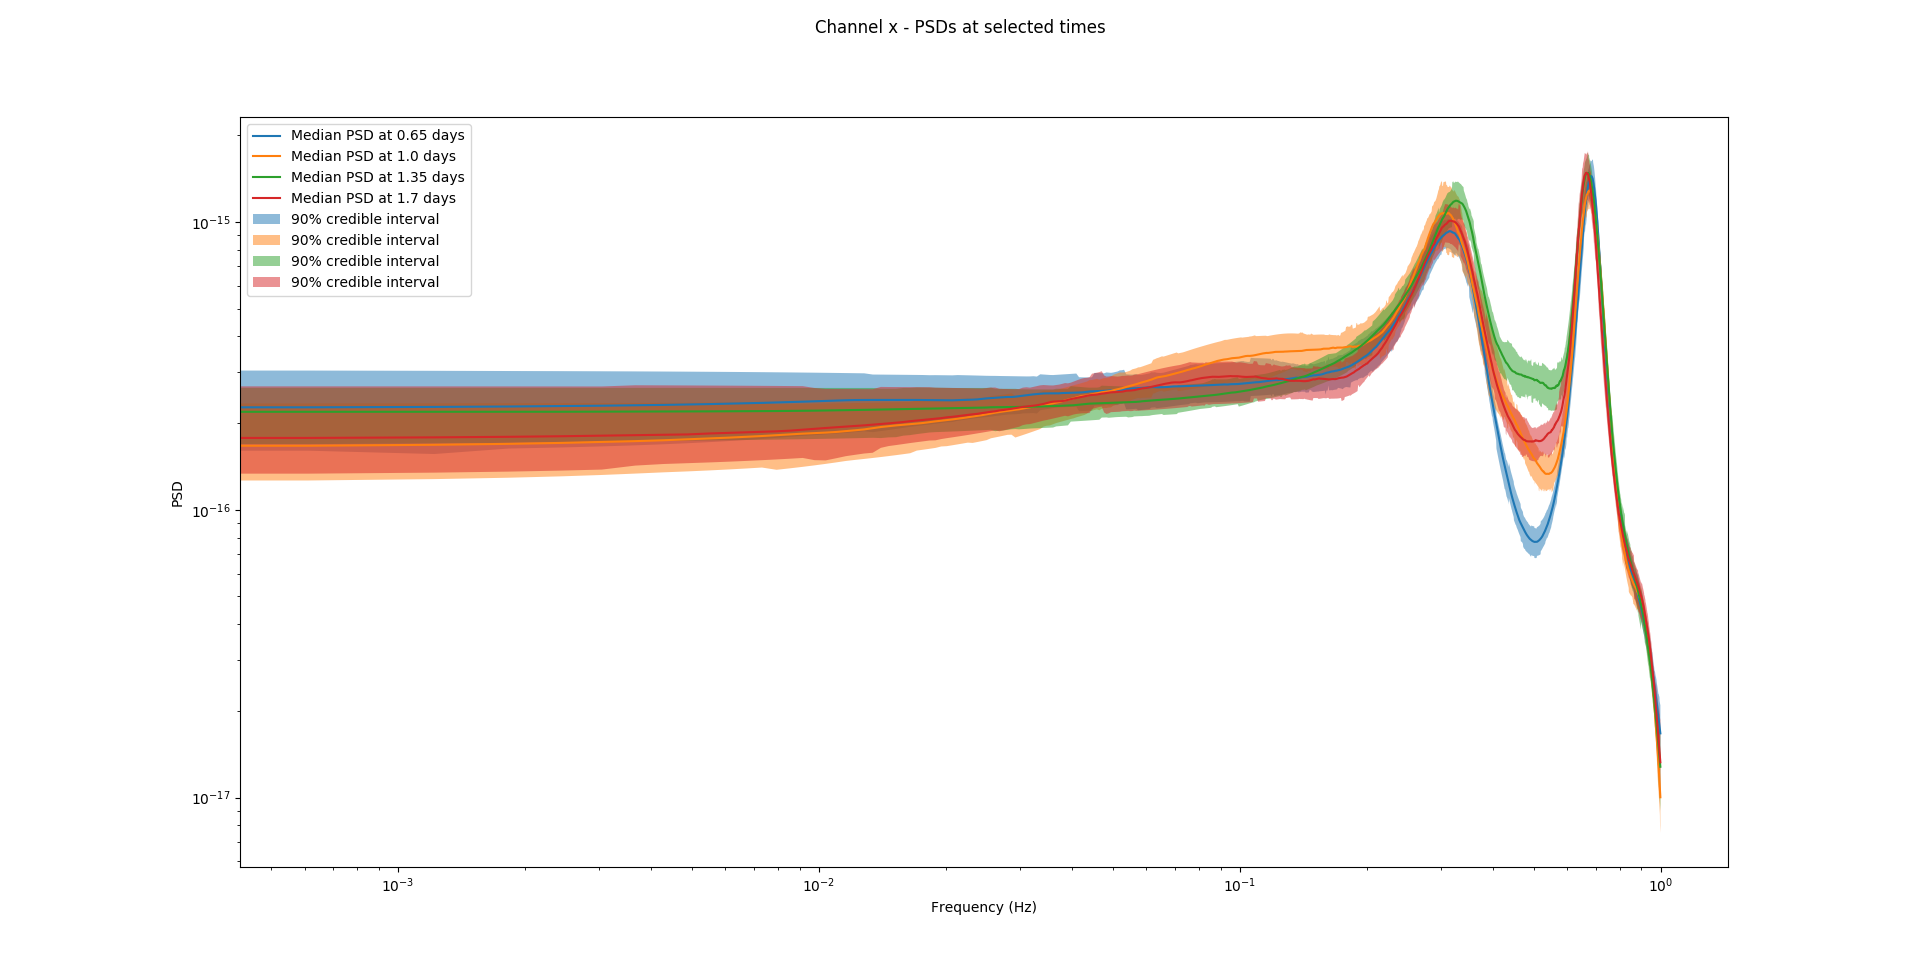 Channel x - PSDs at selected times
Median PSD at 0.65 days
Median PSD at 1.0 days
Median PSD at 1.35 days
Median PSD at 1.7 days
90% credible interval
90% credible interval
90% credible interval
90% credible interval
10⁻¹⁵
10⁻¹⁶
10⁻¹⁷
PSD
10⁻³
10⁻²
10⁻¹
10⁰
Frequency (Hz)